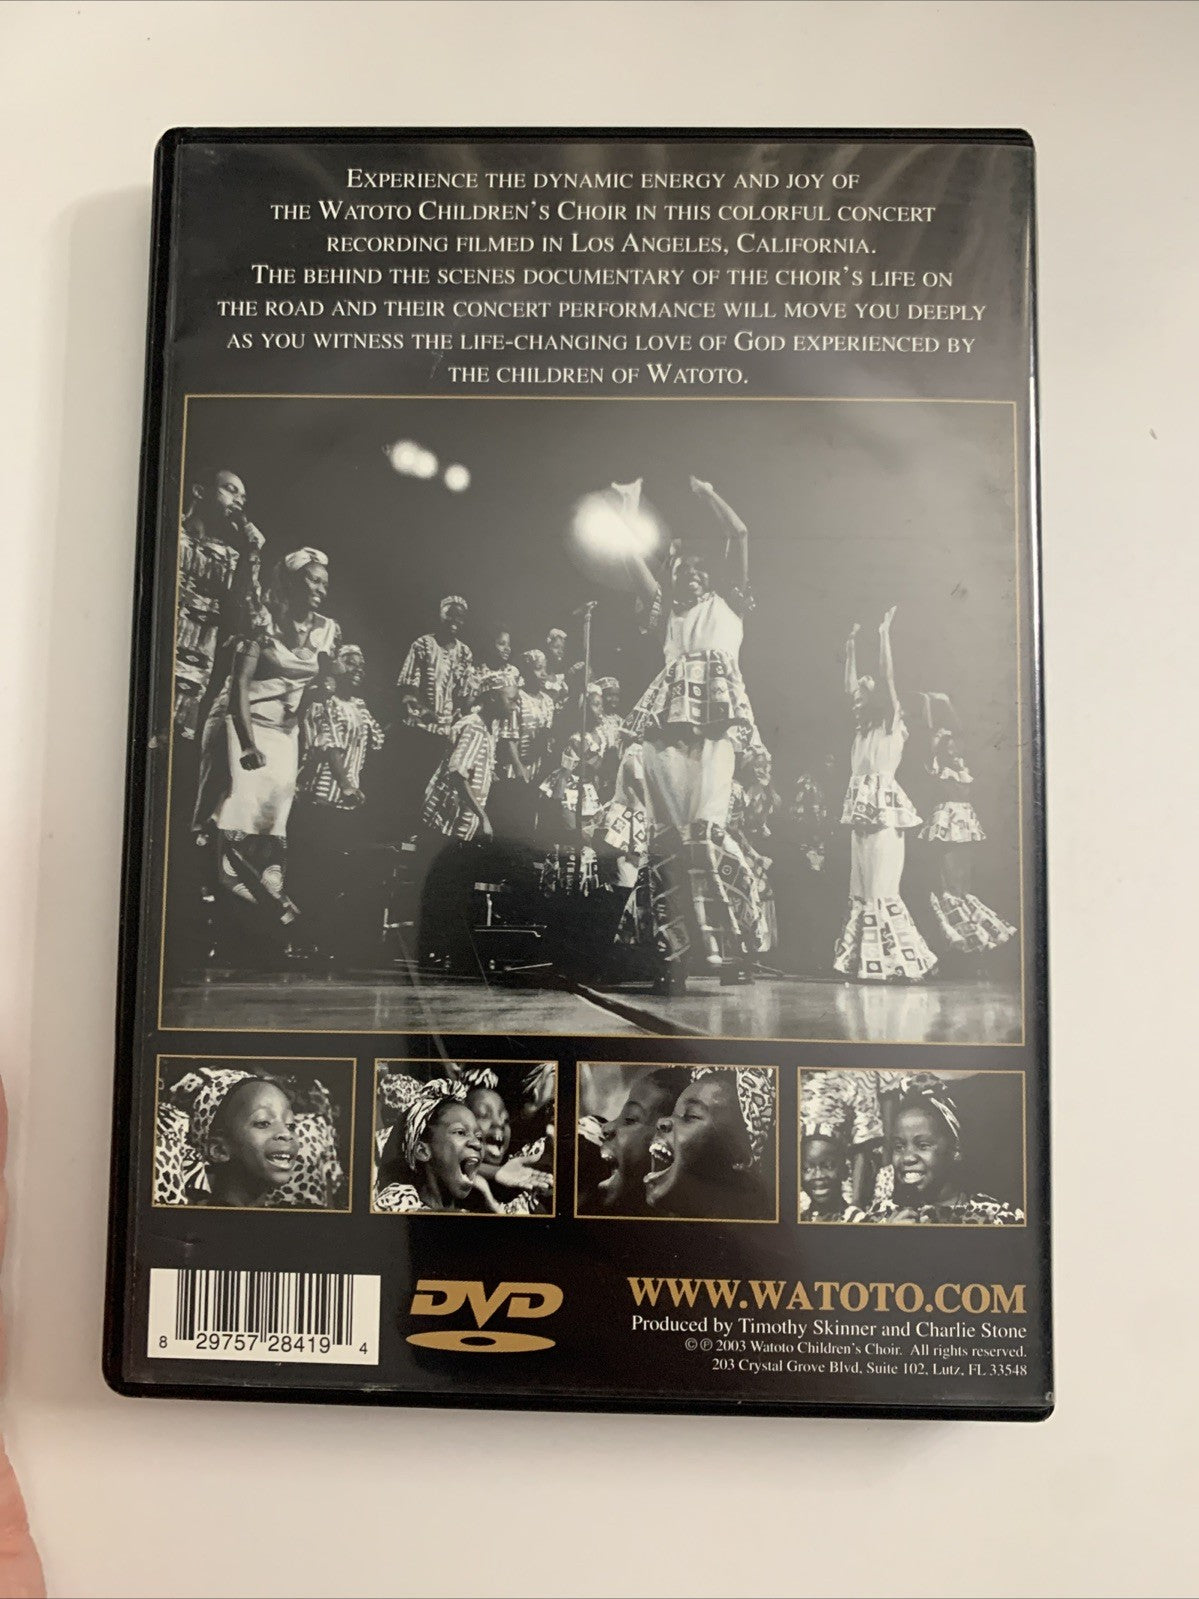 EXPERIENCE THE DYNAMIC ENERGY AND JOY OF
THE WATOTO CHILDREN'S CHOIR IN THIS COLORFUL CONCERT
RECORDING FILMED IN LOS ANGELES, CALIFORNIA.
THE BEHIND THE SCENES DOCUMENTARY OF THE CHOIR'S LIFE ON
THE ROAD AND THEIR CONCERT PERFORMANCE WILL MOVE YOU DEEPLY
AS YOU WITNESS THE LIFE-CHANGING LOVE OF GOD EXPERIENCED BY
THE CHILDREN OF WATOTO.
8 29757 28419 4
DVD
WWW.WATOTO.COM
Produced by Timothy Skinner and Charlie Stone
© ℗ 2003 Watoto Children's Choir. All rights reserved.
203 Crystal Grove Blvd, Suite 102, Lutz, FL 33548